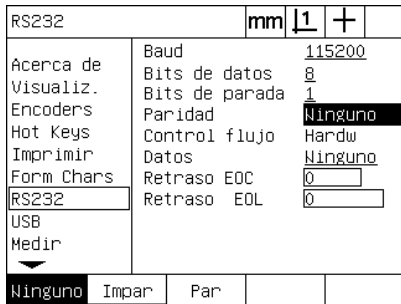 RS232 mm 1
Acerca de
Visualiz.
Encoders
Hot Keys
Imprimir
Form Chars
RS232
USB
Medir
Baud 115200
Bits de datos 8
Bits de parada 1
Paridad Ninguno
Control flujo Hardw
Datos Ninguno
Retraso EOC 0
Retraso EOL 0
Ninguno Impar Par